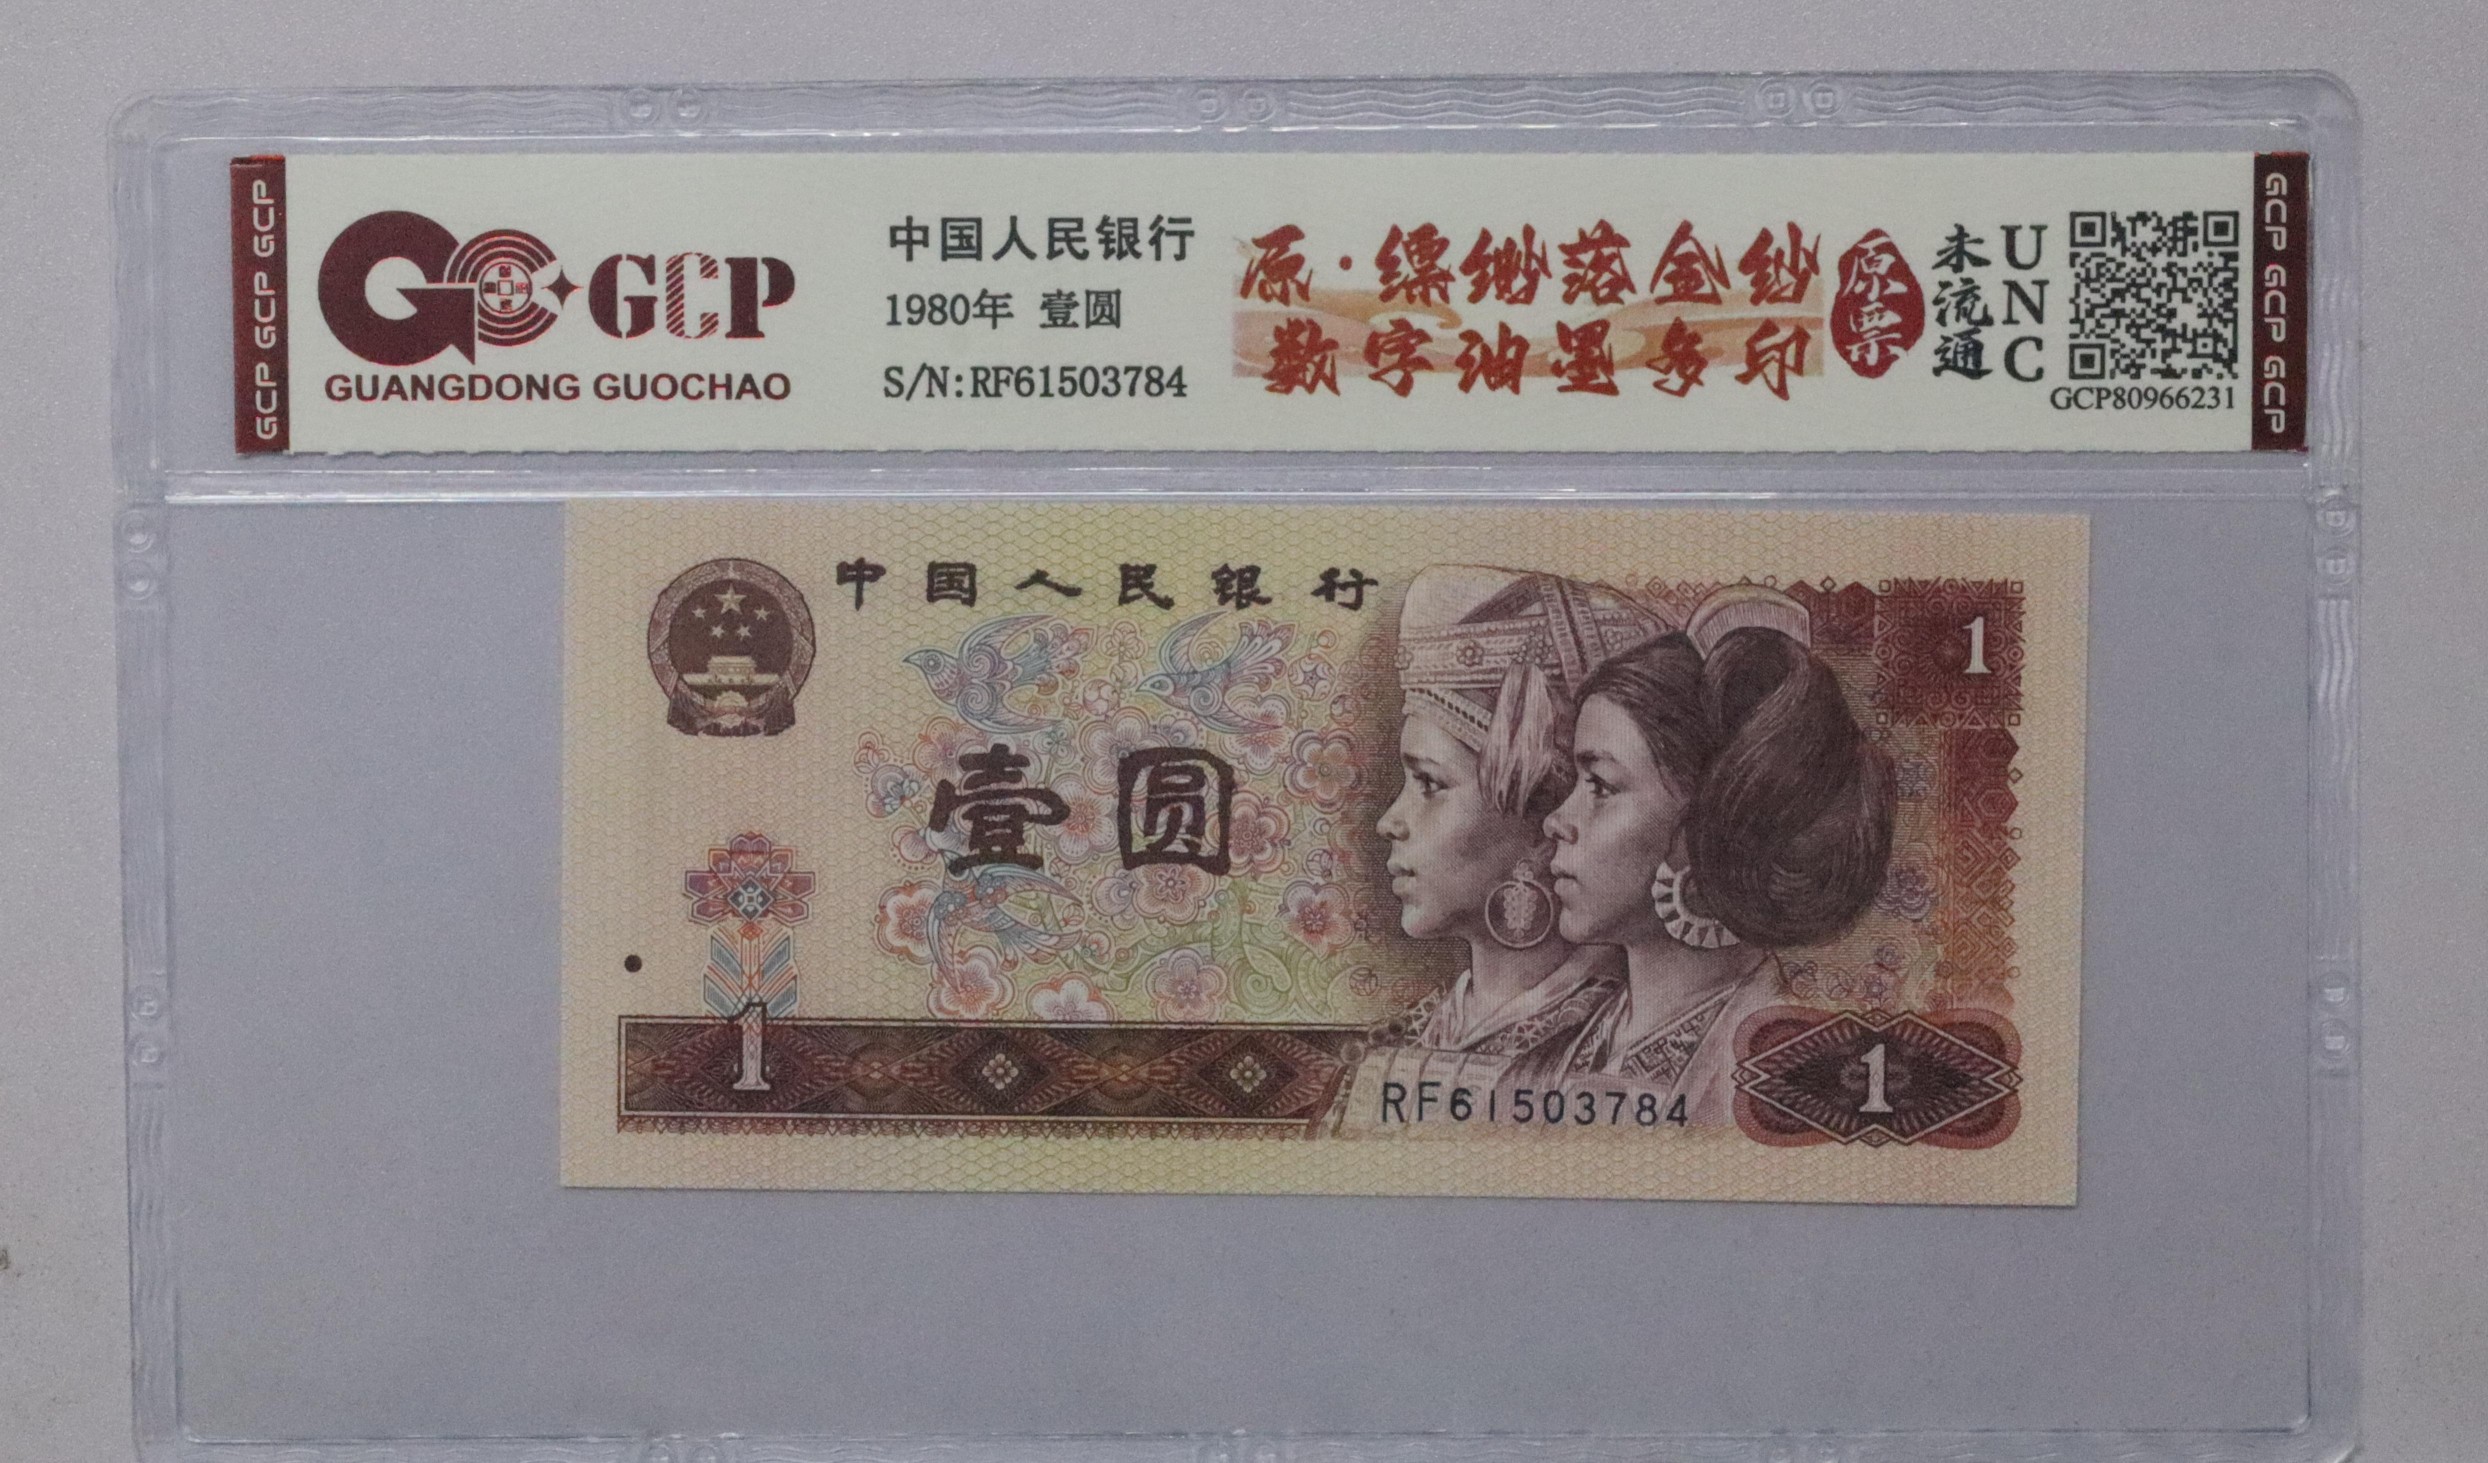 GCP GCP GCP
GCP
GUANGDONG GUOCHAO
中国人民银行
1980年 壹圆
S/N:RF61503784
原·缥缈落金纱
数字油墨多印
原票
未流通
UNC
GCP80966231
GCP GCP GCP
中国人民银行
1
壹圆
1
RF61503784
1